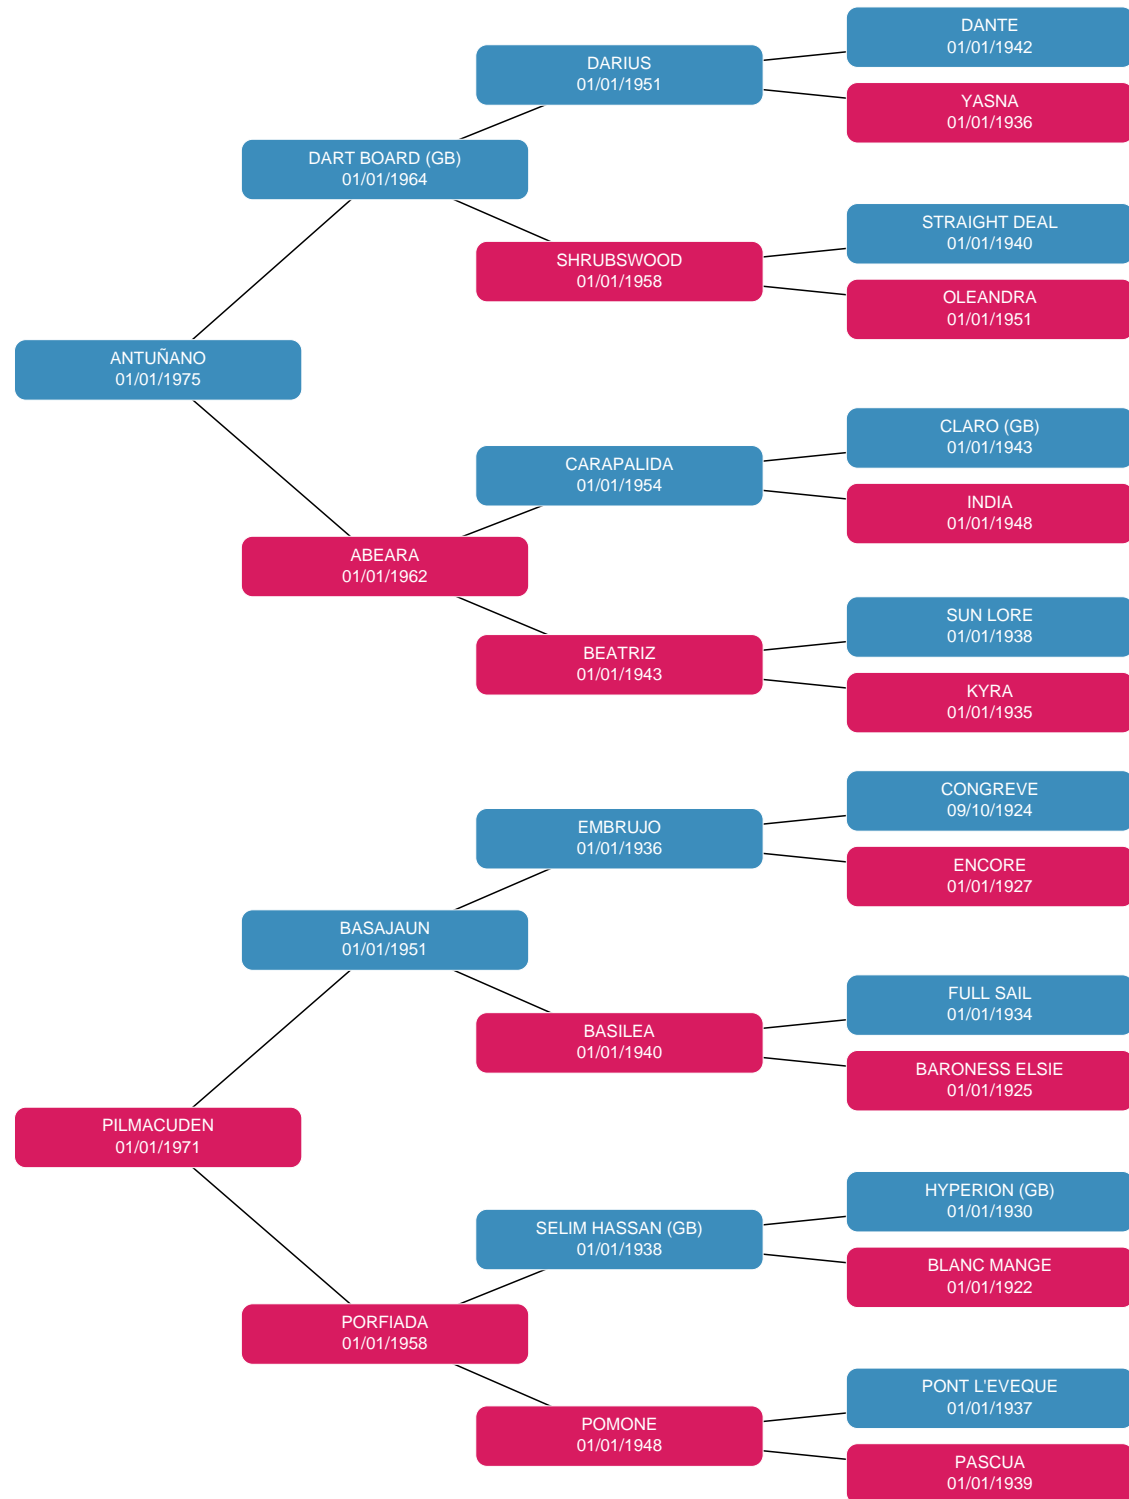 DANTE
01/01/1942
DARIUS
01/01/1951
YASNA
01/01/1936
DART BOARD (GB)
01/01/1964
STRAIGHT DEAL
01/01/1940
SHRUBSWOOD
01/01/1958
OLEANDRA
01/01/1951
ANTUÑANO
01/01/1975
CLARO (GB)
01/01/1943
CARAPALIDA
01/01/1954
INDIA
01/01/1948
ABEARA
01/01/1962
SUN LORE
01/01/1938
BEATRIZ
01/01/1943
KYRA
01/01/1935
CONGREVE
09/10/1924
EMBRUJO
01/01/1936
ENCORE
01/01/1927
BASAJAUN
01/01/1951
FULL SAIL
01/01/1934
BASILEA
01/01/1940
BARONESS ELSIE
01/01/1925
PILMACUDEN
01/01/1971
HYPERION (GB)
01/01/1930
SELIM HASSAN (GB)
01/01/1938
BLANC MANGE
01/01/1922
PORFIADA
01/01/1958
PONT L'EVEQUE
01/01/1937
POMONE
01/01/1948
PASCUA
01/01/1939